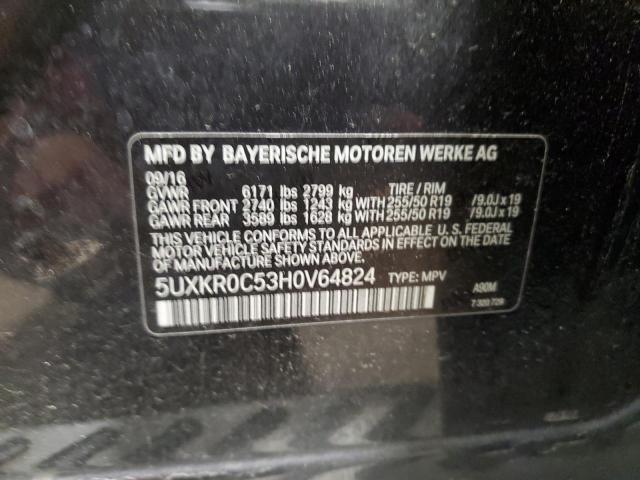 MFD BY BAYERISCHE MOTOREN WERKE AG
09/16
GVWR 6171 lbs 2799 kg TIRE / RIM
GAWR FRONT 2740 lbs 1243 kg WITH 255/50 R19 /9.0J x 19
GAWR REAR 3589 lbs 1628 kg WITH 255/50 R19 /9.0J x 19
THIS VEHICLE CONFORMS TO ALL APPLICABLE U.S. FEDERAL
MOTOR VEHICLE SAFETY STANDARDS IN EFFECT ON THE DATE
OF MANUFACTURE SHOWN ABOVE.
5UXKR0C53H0V64824 TYPE: MPV A90M
7 320 729